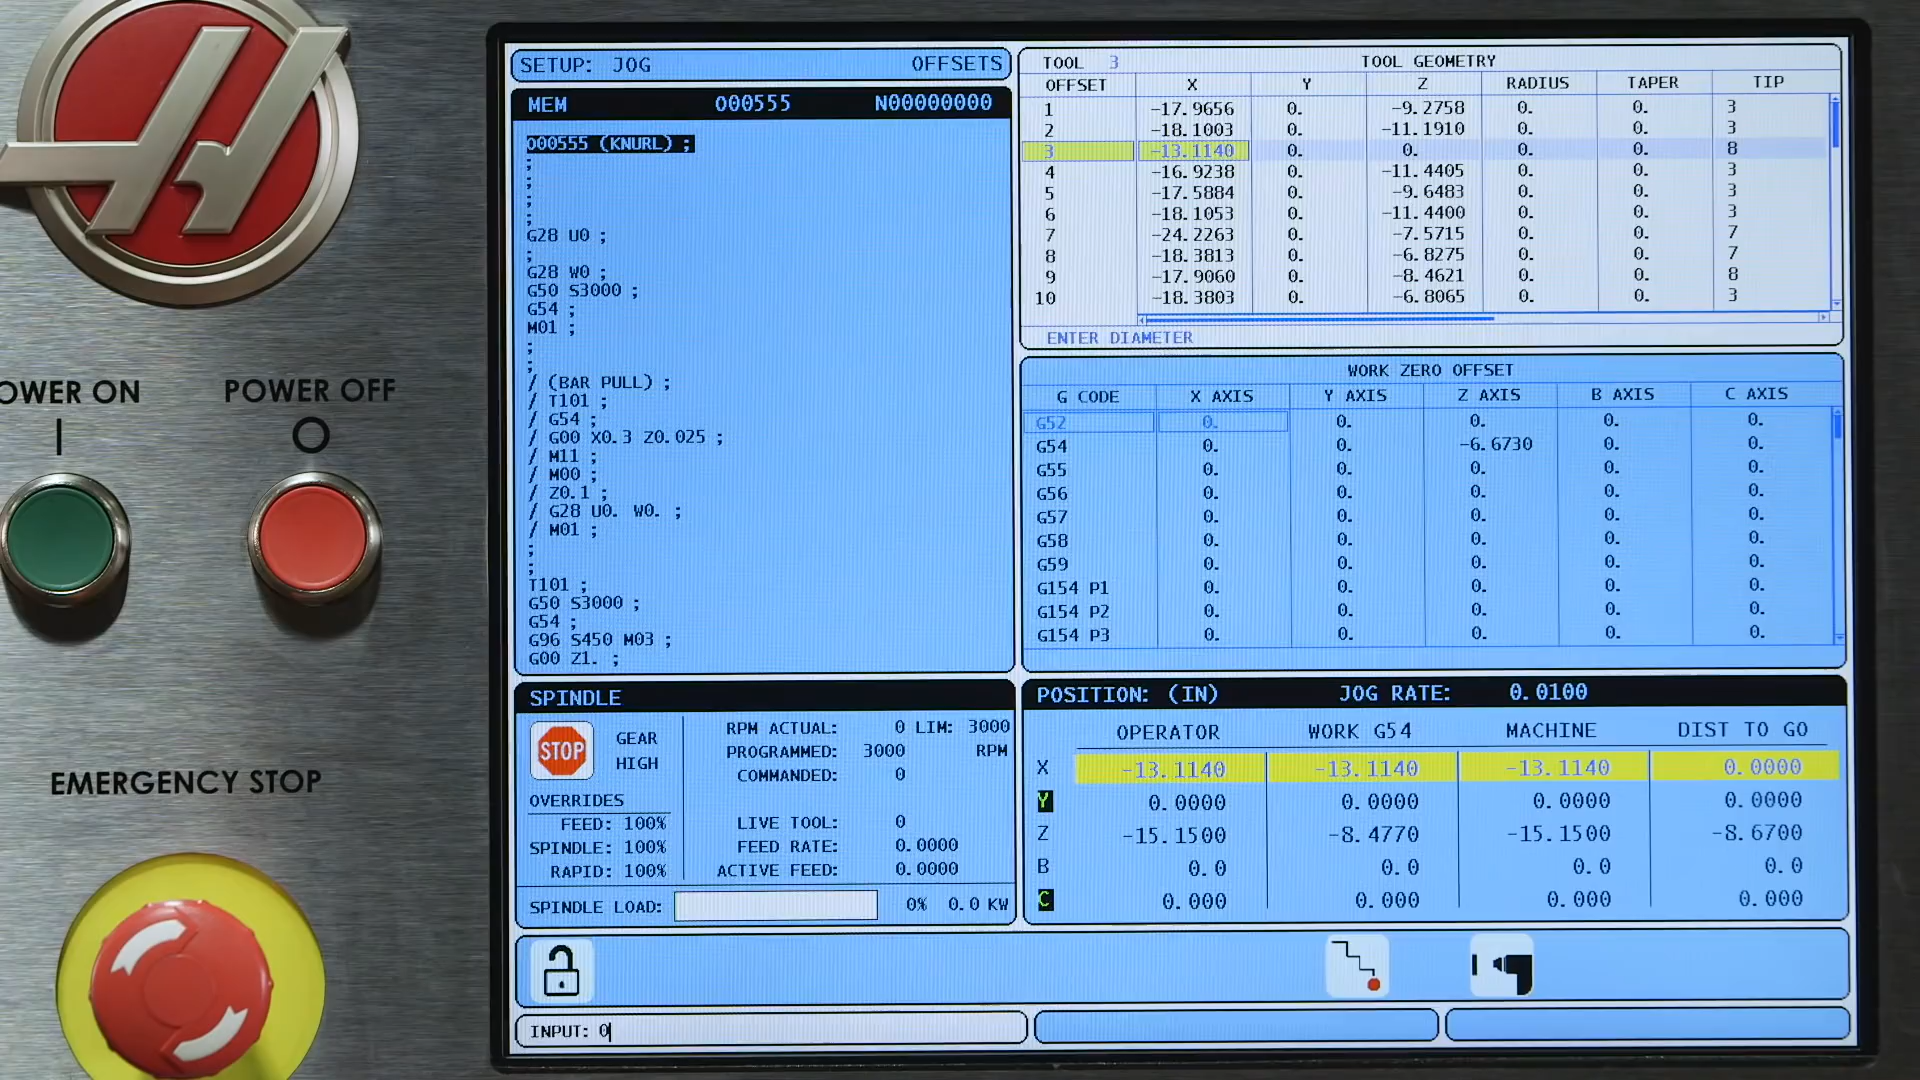 SETUP: JOG OFFSETS
MEM O00555 N00000000
O00555 (KNURL) ;
;
;
;
;
G28 U0 ;
;
G28 W0 ;
G50 S3000 ;
G54 ;
M01 ;
;
;
/ (BAR PULL) ;
/ T101 ;
/ G54 ;
/ G00 X0.3 Z0.025 ;
/ M11 ;
/ M00 ;
/ Z0.1 ;
/ G28 U0. W0. ;
/ M01 ;
;
;
T101 ;
G50 S3000 ;
G54 ;
G96 S450 M03 ;
G00 Z1. ;
TOOL 3 TOOL GEOMETRY
OFFSET X Y Z RADIUS TAPER TIP
1 -17.9656 0. -9.2758 0. 0. 3
2 -18.1003 0. -11.1910 0. 0. 3
3 -13.1140 0. 0. 0. 0. 8
4 -16.9238 0. -11.4405 0. 0. 3
5 -17.5884 0. -9.6483 0. 0. 3
6 -18.1053 0. -11.4400 0. 0. 3
7 -24.2263 0. -7.5715 0. 0. 7
8 -18.3813 0. -6.8275 0. 0. 7
9 -17.9060 0. -8.4621 0. 0. 8
10 -18.3803 0. -6.8065 0. 0. 3
ENTER DIAMETER
WORK ZERO OFFSET
G CODE X AXIS Y AXIS Z AXIS B AXIS C AXIS
G52 0. 0. 0. 0. 0.
G54 0. 0. -6.6730 0. 0.
G55 0. 0. 0. 0. 0.
G56 0. 0. 0. 0. 0.
G57 0. 0. 0. 0. 0.
G58 0. 0. 0. 0. 0.
G59 0. 0. 0. 0. 0.
G154 P1 0. 0. 0. 0. 0.
G154 P2 0. 0. 0. 0. 0.
G154 P3 0. 0. 0. 0. 0.
OWER ON POWER OFF
EMERGENCY STOP
SPINDLE
STOP
GEAR
HIGH
RPM ACTUAL: 0 LIM: 3000
PROGRAMMED: 3000 RPM
COMMANDED: 0
OVERRIDES
FEED: 100%
SPINDLE: 100%
RAPID: 100%
LIVE TOOL: 0
FEED RATE: 0.0000
ACTIVE FEED: 0.0000
SPINDLE LOAD: 0% 0.0 KW
POSITION: (IN) JOG RATE: 0.0100
OPERATOR WORK G54 MACHINE DIST TO GO
X -13.1140 -13.1140 -13.1140 0.0000
Y 0.0000 0.0000 0.0000 0.0000
Z -15.1500 -8.4770 -15.1500 -8.6700
B 0.0 0.0 0.0 0.0
C 0.000 0.000 0.000 0.000
INPUT: 0